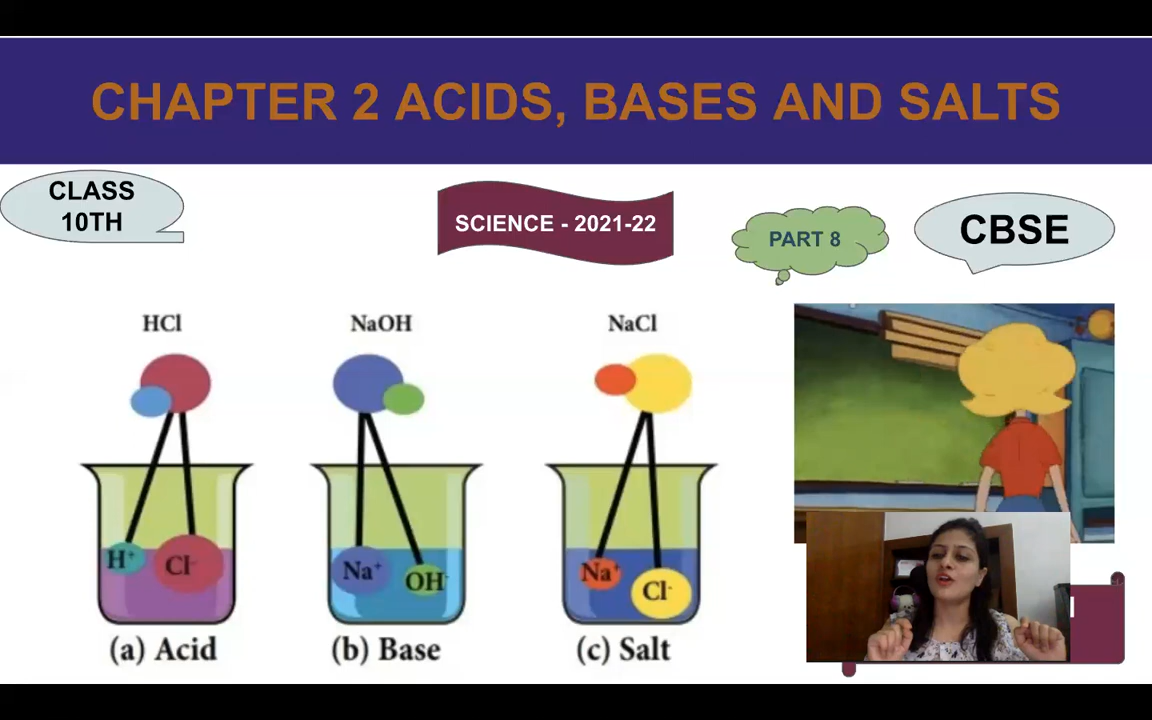 CHAPTER 2 ACIDS, BASES AND SALTS
CLASS
10TH
SCIENCE - 2021-22
PART 8
CBSE
HCl
NaOH
NaCl
H⁺
Cl⁻
Na⁺
OH⁻
Na⁺
Cl⁻
(a) Acid
(b) Base
(c) Salt